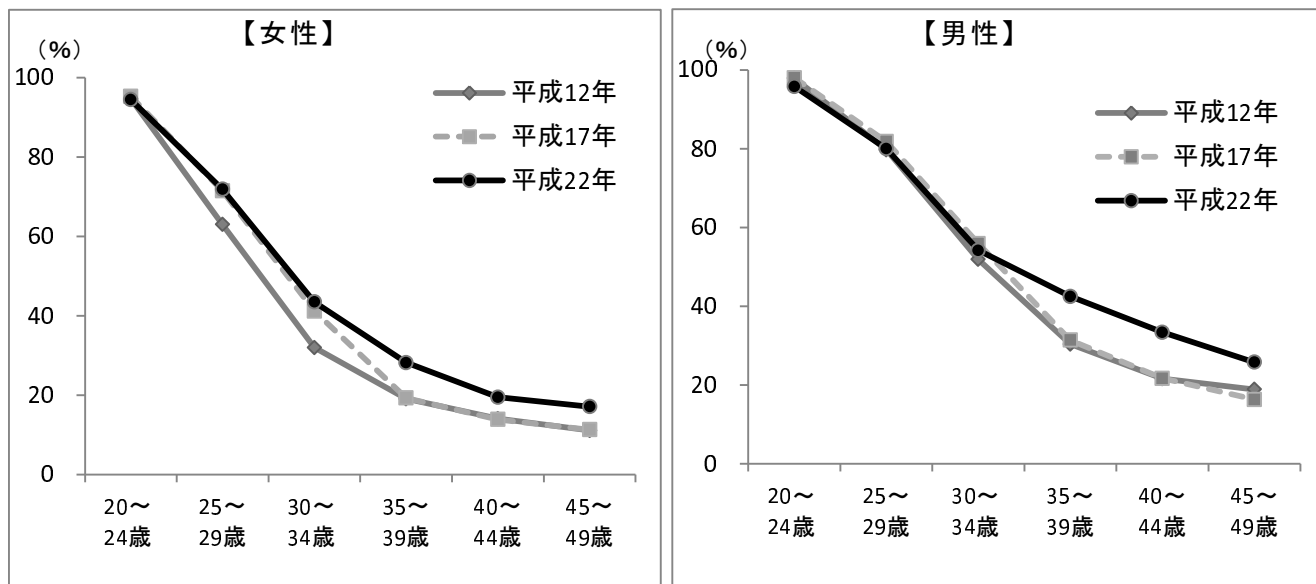 【女性】
（%）
100
80
60
40
20
0
平成12年
平成17年
平成22年
20～
24歳
25～
29歳
30～
34歳
35～
39歳
40～
44歳
45～
49歳
【男性】
（%）
100
80
60
40
20
0
平成12年
平成17年
平成22年
20～
24歳
25～
29歳
30～
34歳
35～
39歳
40～
44歳
45～
49歳